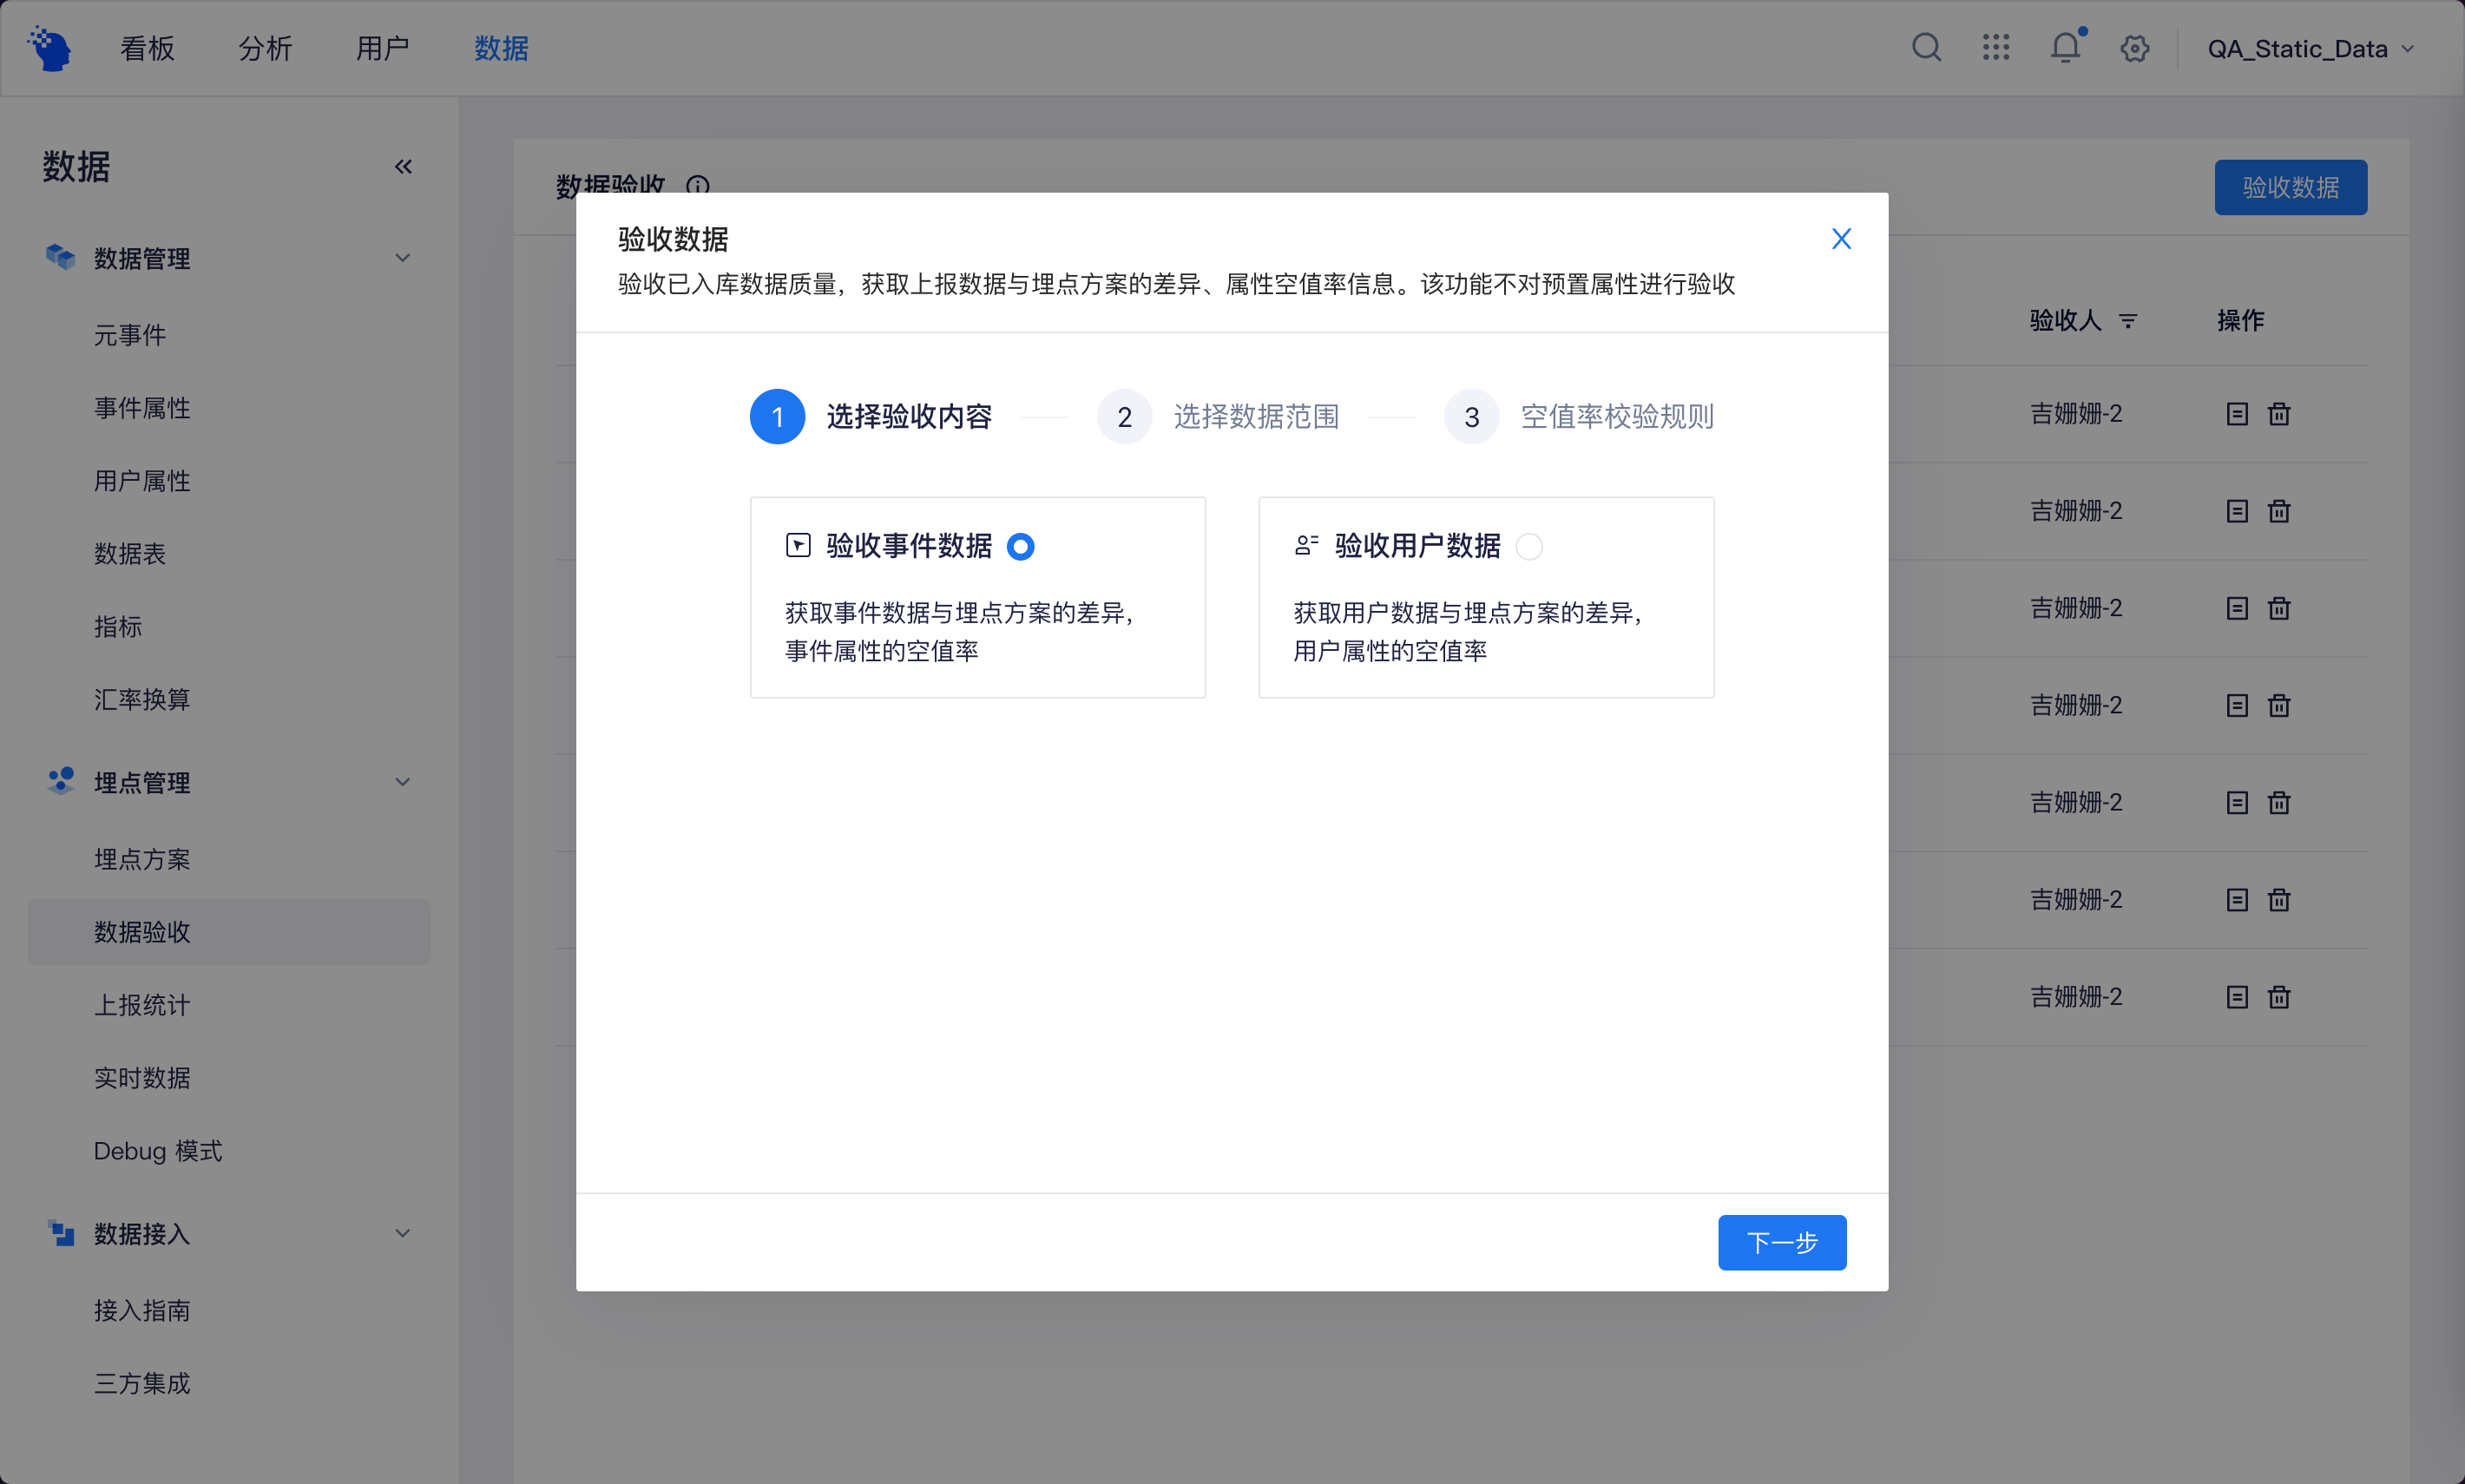 看板
分析
用户
数据
QA_Static_Data
数据
数据管理
元事件
事件属性
用户属性
数据表
指标
汇率换算
埋点管理
埋点方案
数据验收
上报统计
实时数据
Debug 模式
数据接入
接入指南
三方集成
数据验收
验收数据
验收人
操作
吉姗姗-2
吉姗姗-2
吉姗姗-2
吉姗姗-2
吉姗姗-2
吉姗姗-2
吉姗姗-2
验收数据
验收已入库数据质量，获取上报数据与埋点方案的差异、属性空值率信息。该功能不对预置属性进行验收
1 选择验收内容
2 选择数据范围
3 空值率校验规则
验收事件数据
获取事件数据与埋点方案的差异，
事件属性的空值率
验收用户数据
获取用户数据与埋点方案的差异，
用户属性的空值率
下一步